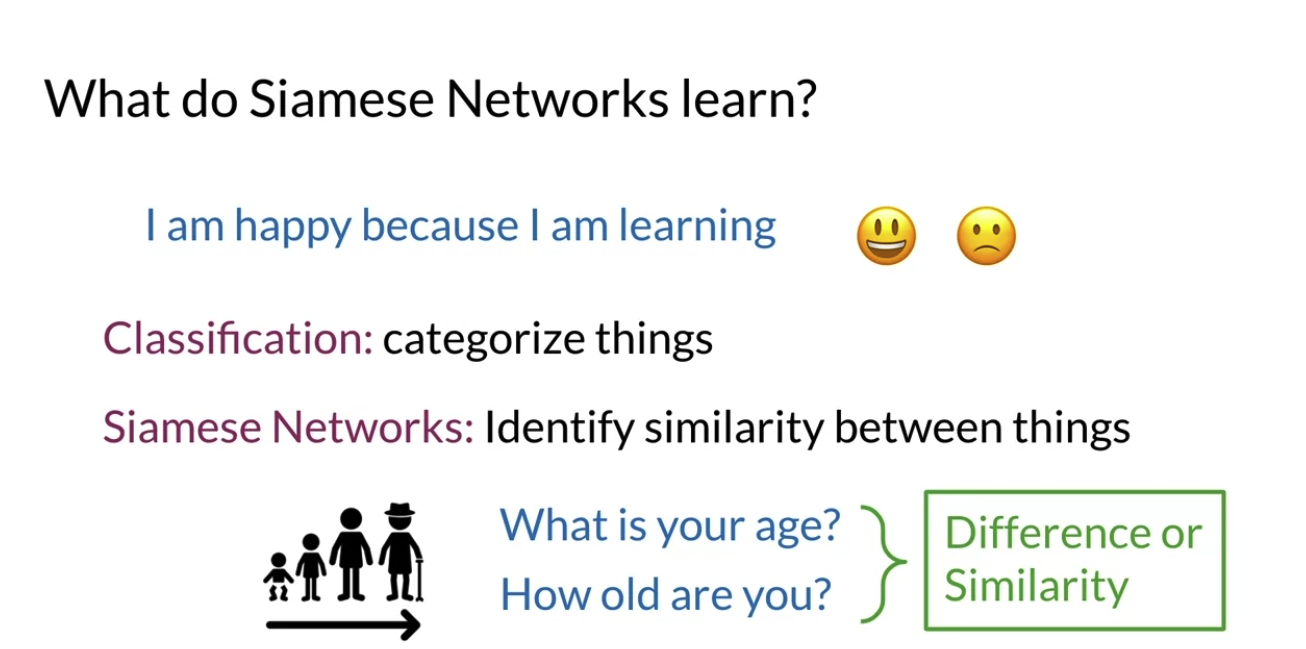 What do Siamese Networks learn?
I am happy because I am learning
Classification: categorize things
Siamese Networks: Identify similarity between things
What is your age?
How old are you?
Difference or
Similarity